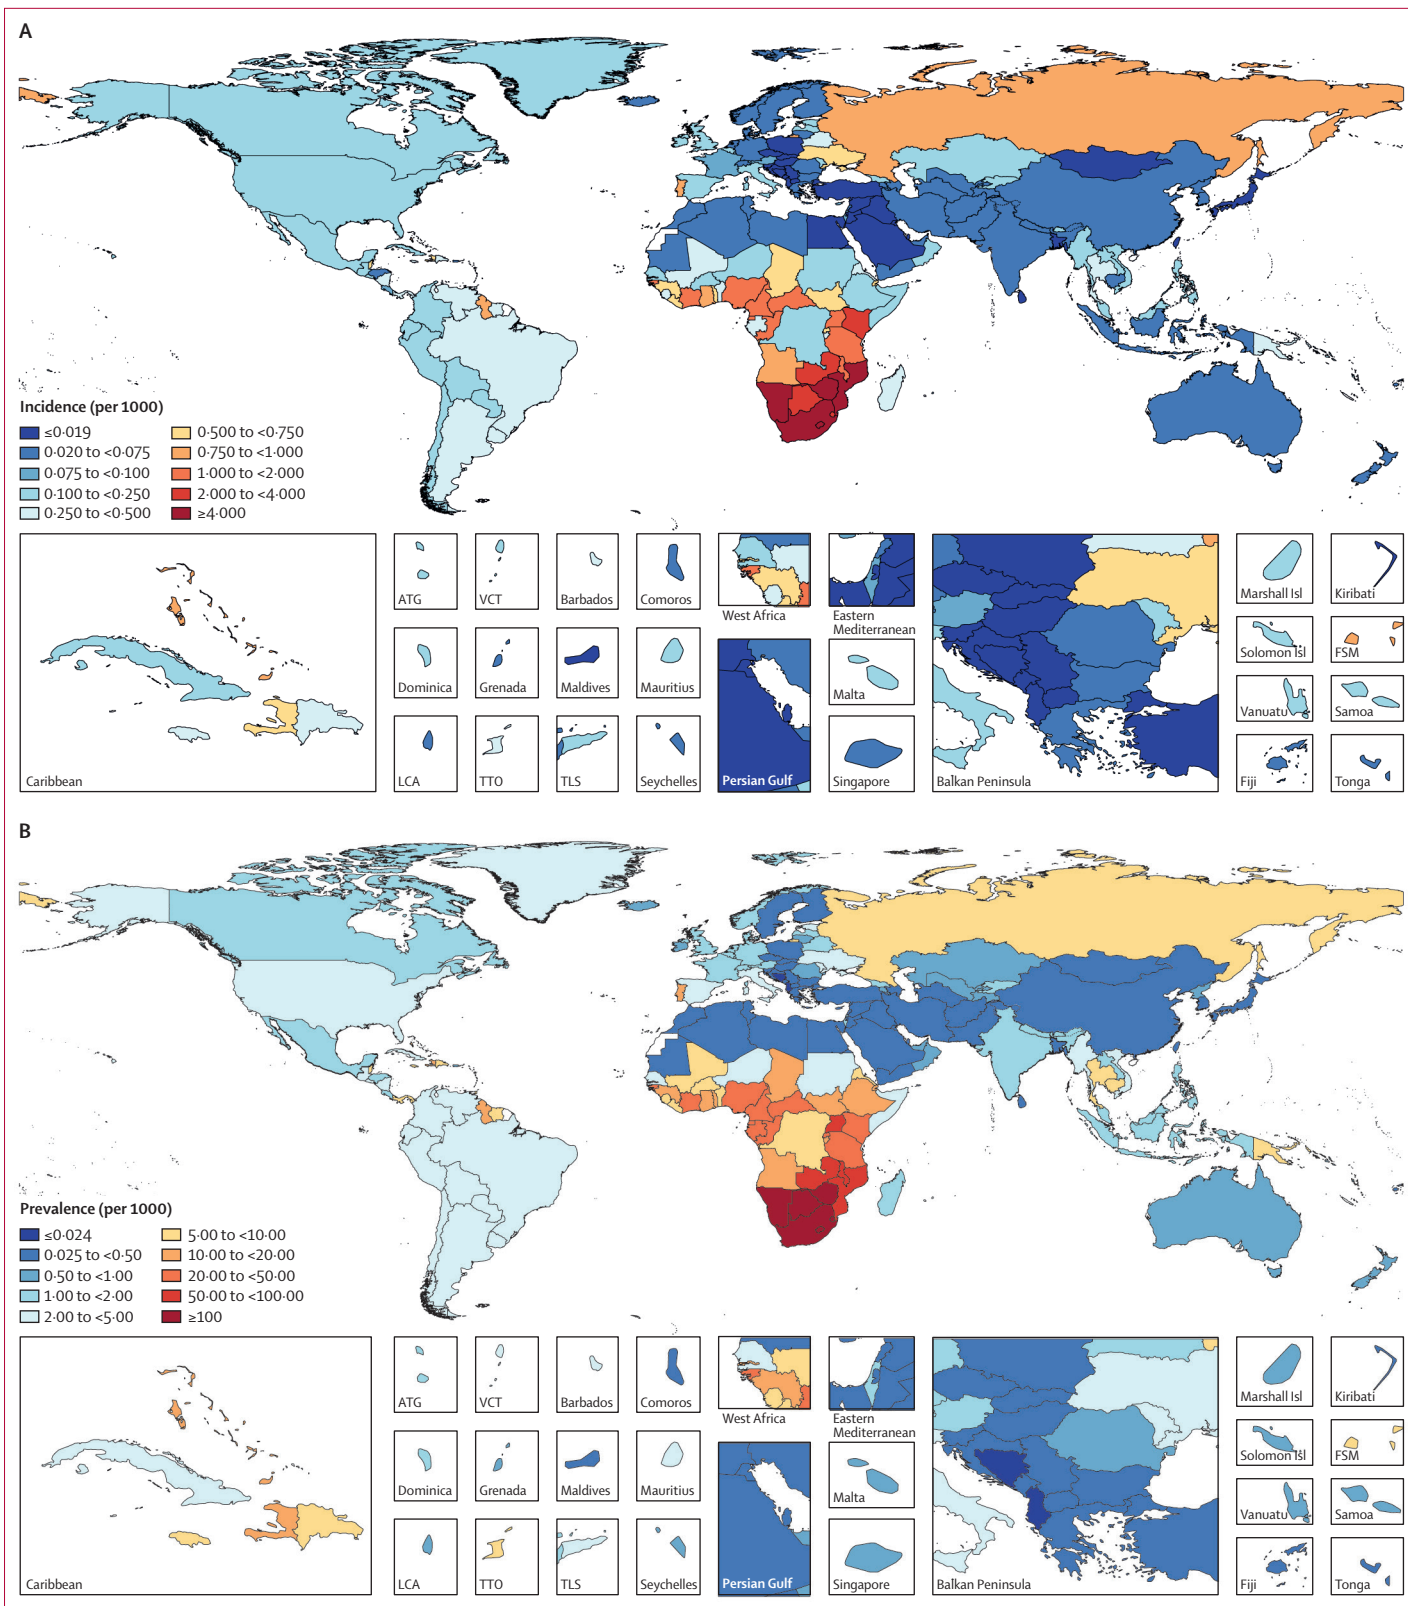 A
Incidence (per 1000)
≤0·019
0·020 to <0·075
0·075 to <0·100
0·100 to <0·250
0·250 to <0·500
0·500 to <0·750
0·750 to <1·000
1·000 to <2·000
2·000 to <4·000
≥4·000
Caribbean
ATG
VCT
Barbados
Comoros
Dominica
Grenada
Maldives
Mauritius
LCA
TTO
TLS
Seychelles
West Africa
Eastern
Mediterranean
Persian Gulf
Malta
Singapore
Balkan Peninsula
Marshall Isl
Kiribati
Solomon Isl
FSM
Vanuatu
Samoa
Fiji
Tonga
B
Prevalence (per 1000)
≤0·024
0·025 to <0·50
0·50 to <1·00
1·00 to <2·00
2·00 to <5·00
5·00 to <10·00
10·00 to <20·00
20·00 to <50·00
50·00 to <100·00
≥100
Caribbean
ATG
VCT
Barbados
Comoros
Dominica
Grenada
Maldives
Mauritius
LCA
TTO
TLS
Seychelles
West Africa
Eastern
Mediterranean
Persian Gulf
Malta
Singapore
Balkan Peninsula
Marshall Isl
Kiribati
Solomon Isl
FSM
Vanuatu
Samoa
Fiji
Tonga